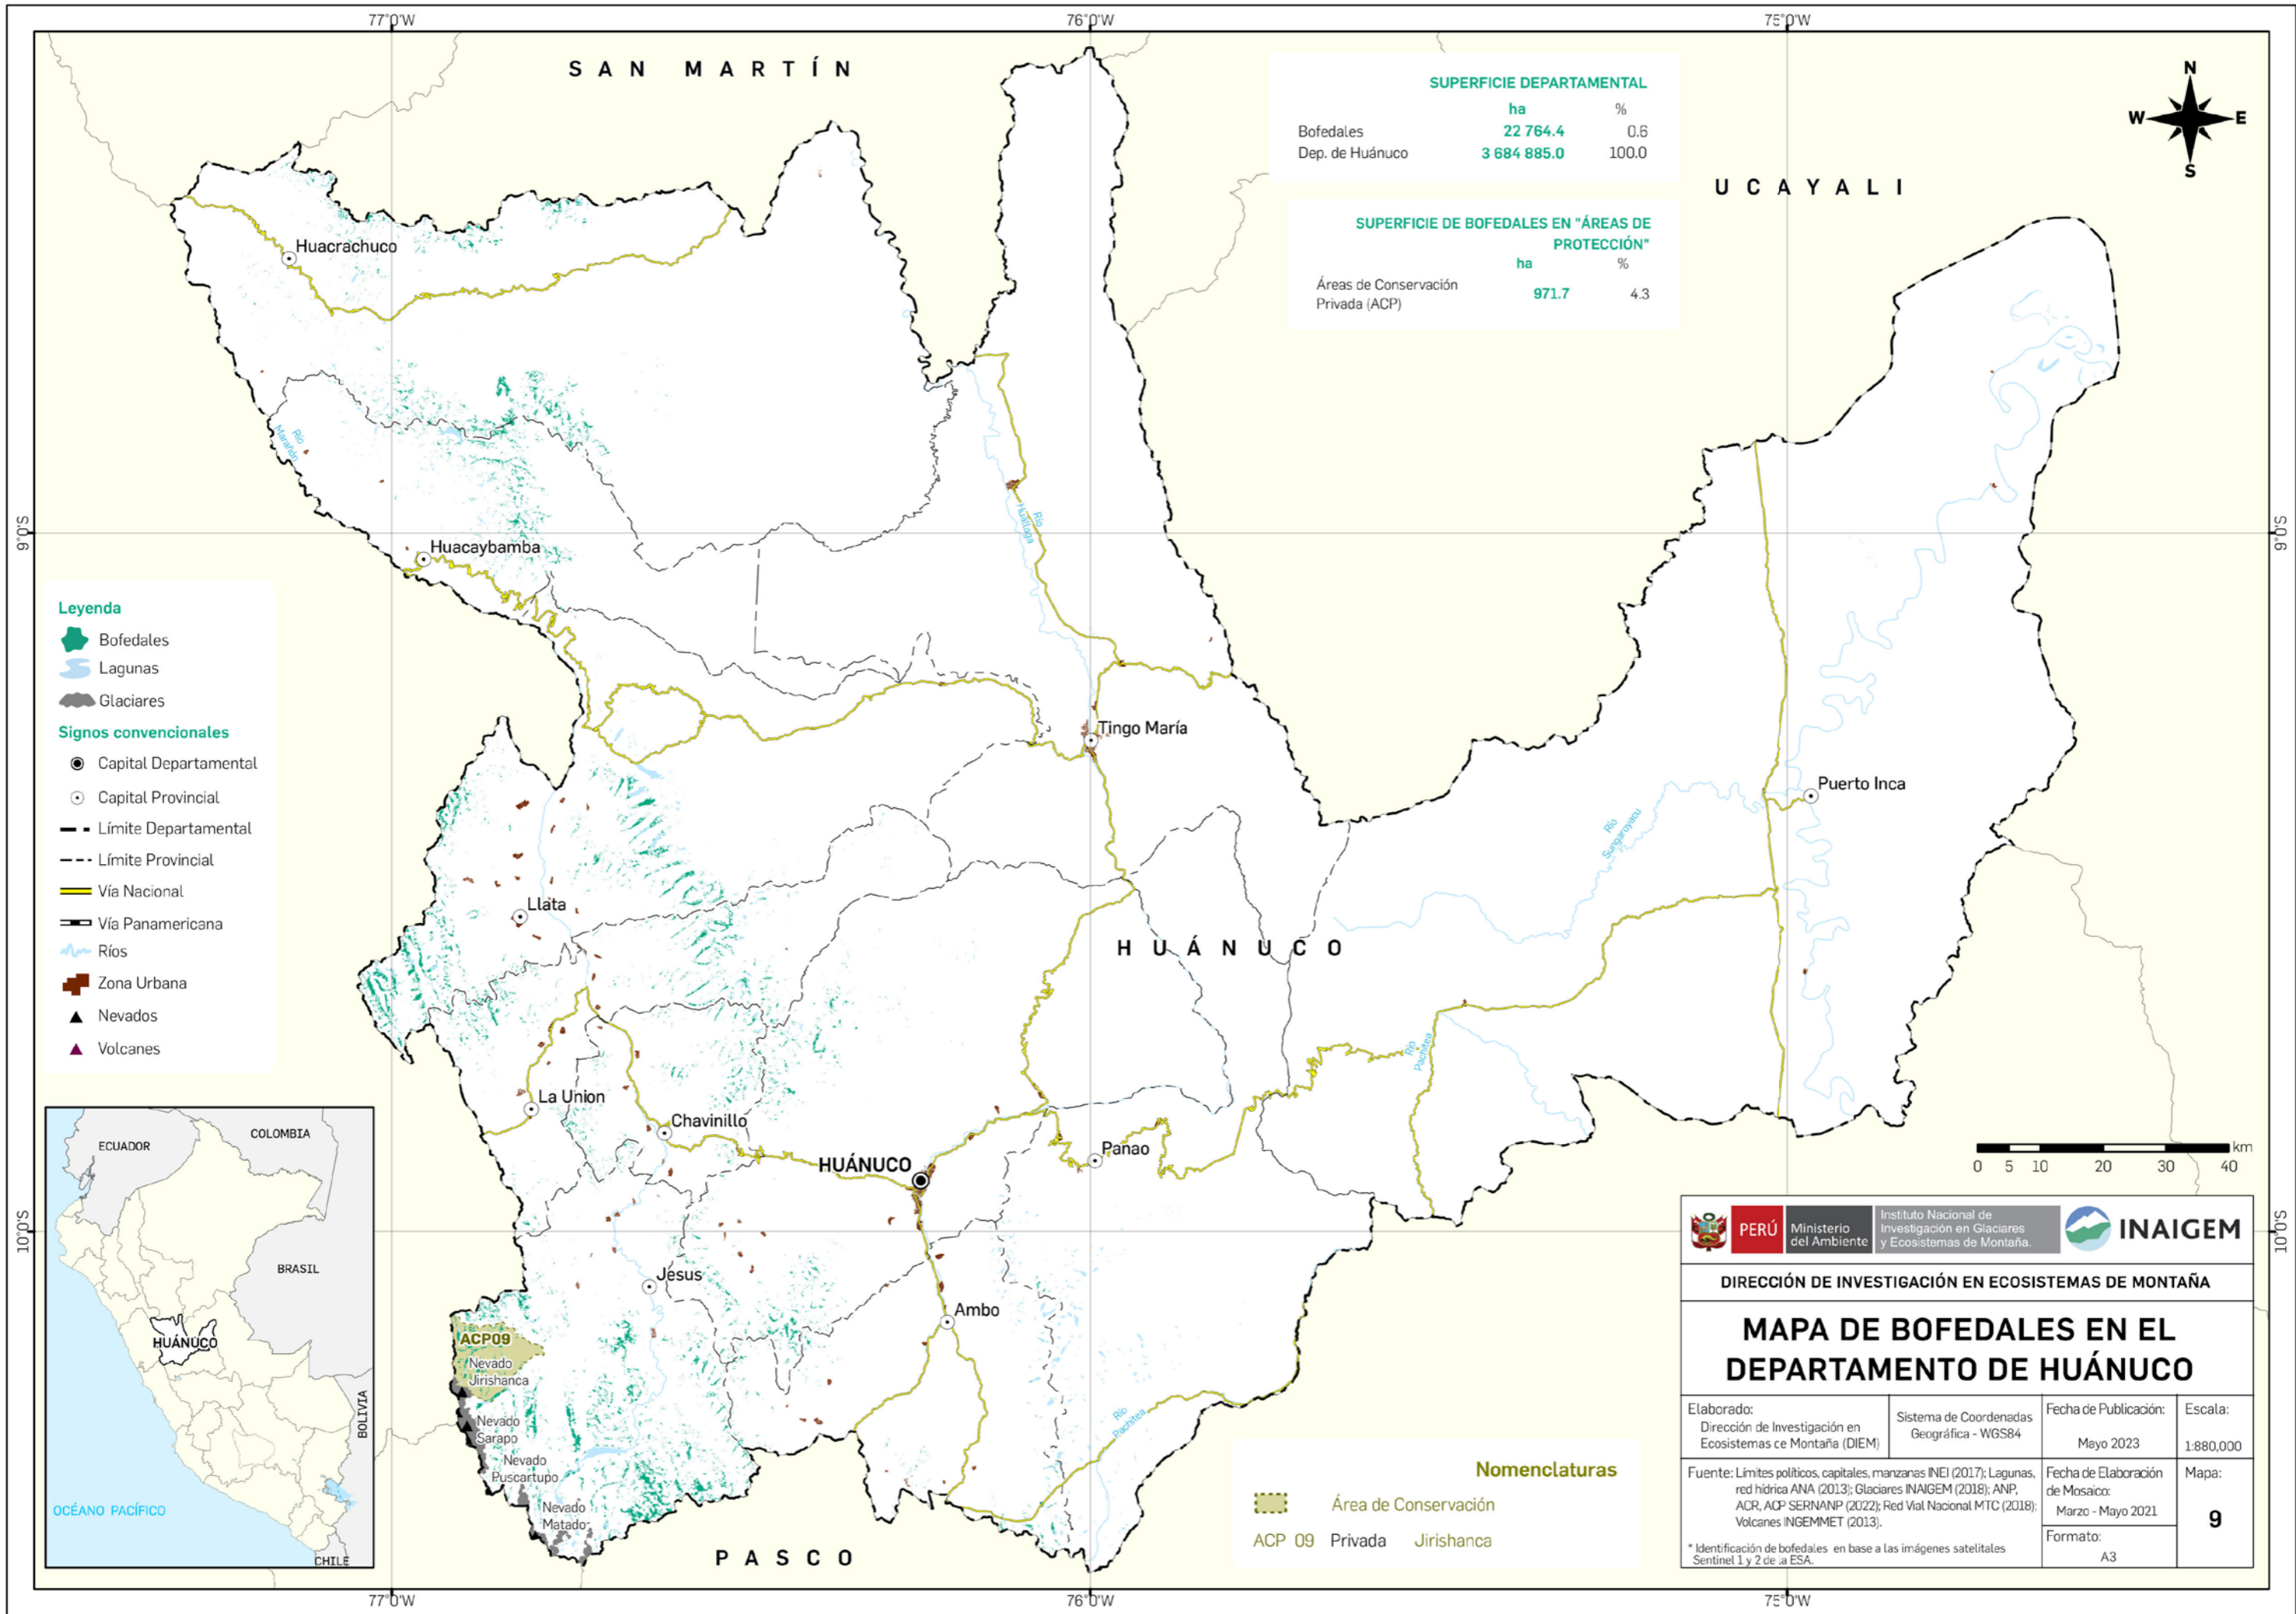 77°0'W
76°0'W
75°0'W
SAN MARTÍN
UCAYALI
N
W
E
S
SUPERFICIE DEPARTAMENTAL
ha %
Bofedales 22 764.4 0.6
Dep. de Huánuco 3 684 885.0 100.0
SUPERFICIE DE BOFEDALES EN "ÁREAS DE
PROTECCIÓN"
ha %
Áreas de Conservación
Privada (ACP) 971.7 4.3
Huacrachuco
Río
Marañón
Río
Huallaga
9°0'S
9°0'S
Huacaybamba
Tingo María
Puerto Inca
Río
Sungaroyacu
Llata
HUÁNUCO
Río
Pachitea
La Union
Chavinillo
HUÁNUCO
Panao
10°0'S
10°0'S
Jesus
Ambo
ACP09
Nevado
Jirishanca
Nevado
Sarapo
Nevado
Puscartupo
Nevado
Matado
Río
Pachitea
PASCO
Leyenda
Bofedales
Lagunas
Glaciares
Signos convencionales
Capital Departamental
Capital Provincial
Límite Departamental
Límite Provincial
Vía Nacional
Vía Panamericana
Ríos
Zona Urbana
Nevados
Volcanes
ECUADOR
COLOMBIA
BRASIL
HUÁNUCO
BOLIVIA
OCÉANO PACÍFICO
CHILE
Nomenclaturas
Área de Conservación
ACP 09 Privada Jirishanca
km
0 5 10 20 30 40
PERÚ
Ministerio
del Ambiente
Instituto Nacional de
Investigación en Glaciares
y Ecosistemas de Montaña.
INAIGEM
DIRECCIÓN DE INVESTIGACIÓN EN ECOSISTEMAS DE MONTAÑA
MAPA DE BOFEDALES EN EL
DEPARTAMENTO DE HUÁNUCO
Elaborado:
Dirección de Investigación en
Ecosistemas de Montaña (DIEM)
Sistema de Coordenadas
Geográfica - WGS84
Fecha de Publicación:
Mayo 2023
Escala:
1:880,000
Fuente: Límites políticos, capitales, manzanas INEI (2017); Lagunas,
red hídrica ANA (2013); Glaciares INAIGEM (2018); ANP,
ACR, ACP SERNANP (2022); Red Vial Nacional MTC (2018);
Volcanes INGEMMET (2013).
* Identificación de bofedales en base a las imágenes satelitales
Sentinel 1 y 2 de la ESA.
Fecha de Elaboración
de Mosaico:
Marzo - Mayo 2021
Formato:
A3
Mapa:
9
77°0'W
76°0'W
75°0'W